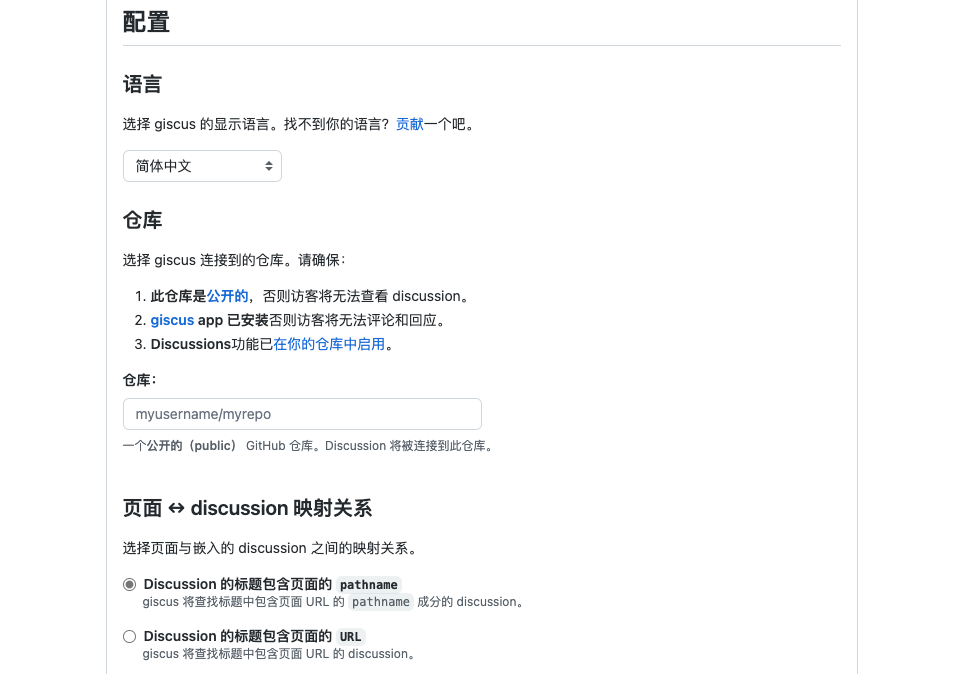 配置
语言
选择 giscus 的显示语言。找不到你的语言？贡献一个吧。
简体中文
仓库
选择 giscus 连接到的仓库。请确保：
1. 此仓库是公开的，否则访客将无法查看 discussion。
2. giscus app 已安装否则访客将无法评论和回应。
3. Discussions功能已在你的仓库中启用。
仓库：
myusername/myrepo
一个公开的（public） GitHub 仓库。Discussion 将被连接到此仓库。
页面 ↔ discussion 映射关系
选择页面与嵌入的 discussion 之间的映射关系。
Discussion 的标题包含页面的 pathname
giscus 将查找标题中包含页面 URL 的 pathname 成分的 discussion。
Discussion 的标题包含页面的 URL
giscus 将查找标题中包含页面 URL 的 discussion。